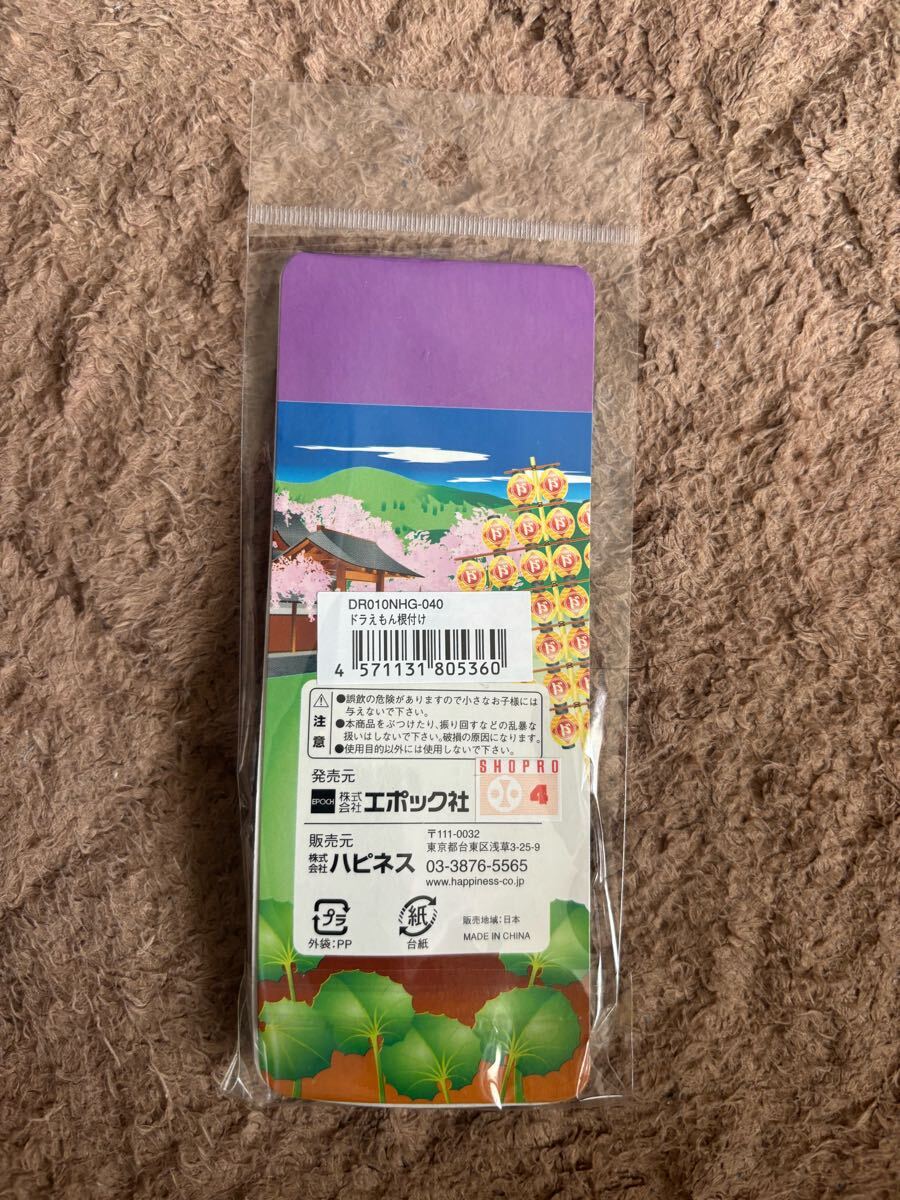 DR010NHG-040
ドラえもん根付け
4 571131 805360
注意
●誤飲の危険がありますので小さなお子様には
与えないで下さい。
●本商品をぶつけたり、振り回すなどの乱暴な
扱いはしないで下さい。破損の原因になります。
●使用目的以外には使用しないで下さい。
発売元
EPOCH 株式会社 エポック社
SHOPRO
4
販売元
株式会社 ハピネス
〒111-0032
東京都台東区浅草3-25-9
03-3876-5565
www.happiness-co.jp
プラ
外袋:PP
紙
台紙
販売地域:日本
MADE IN CHINA